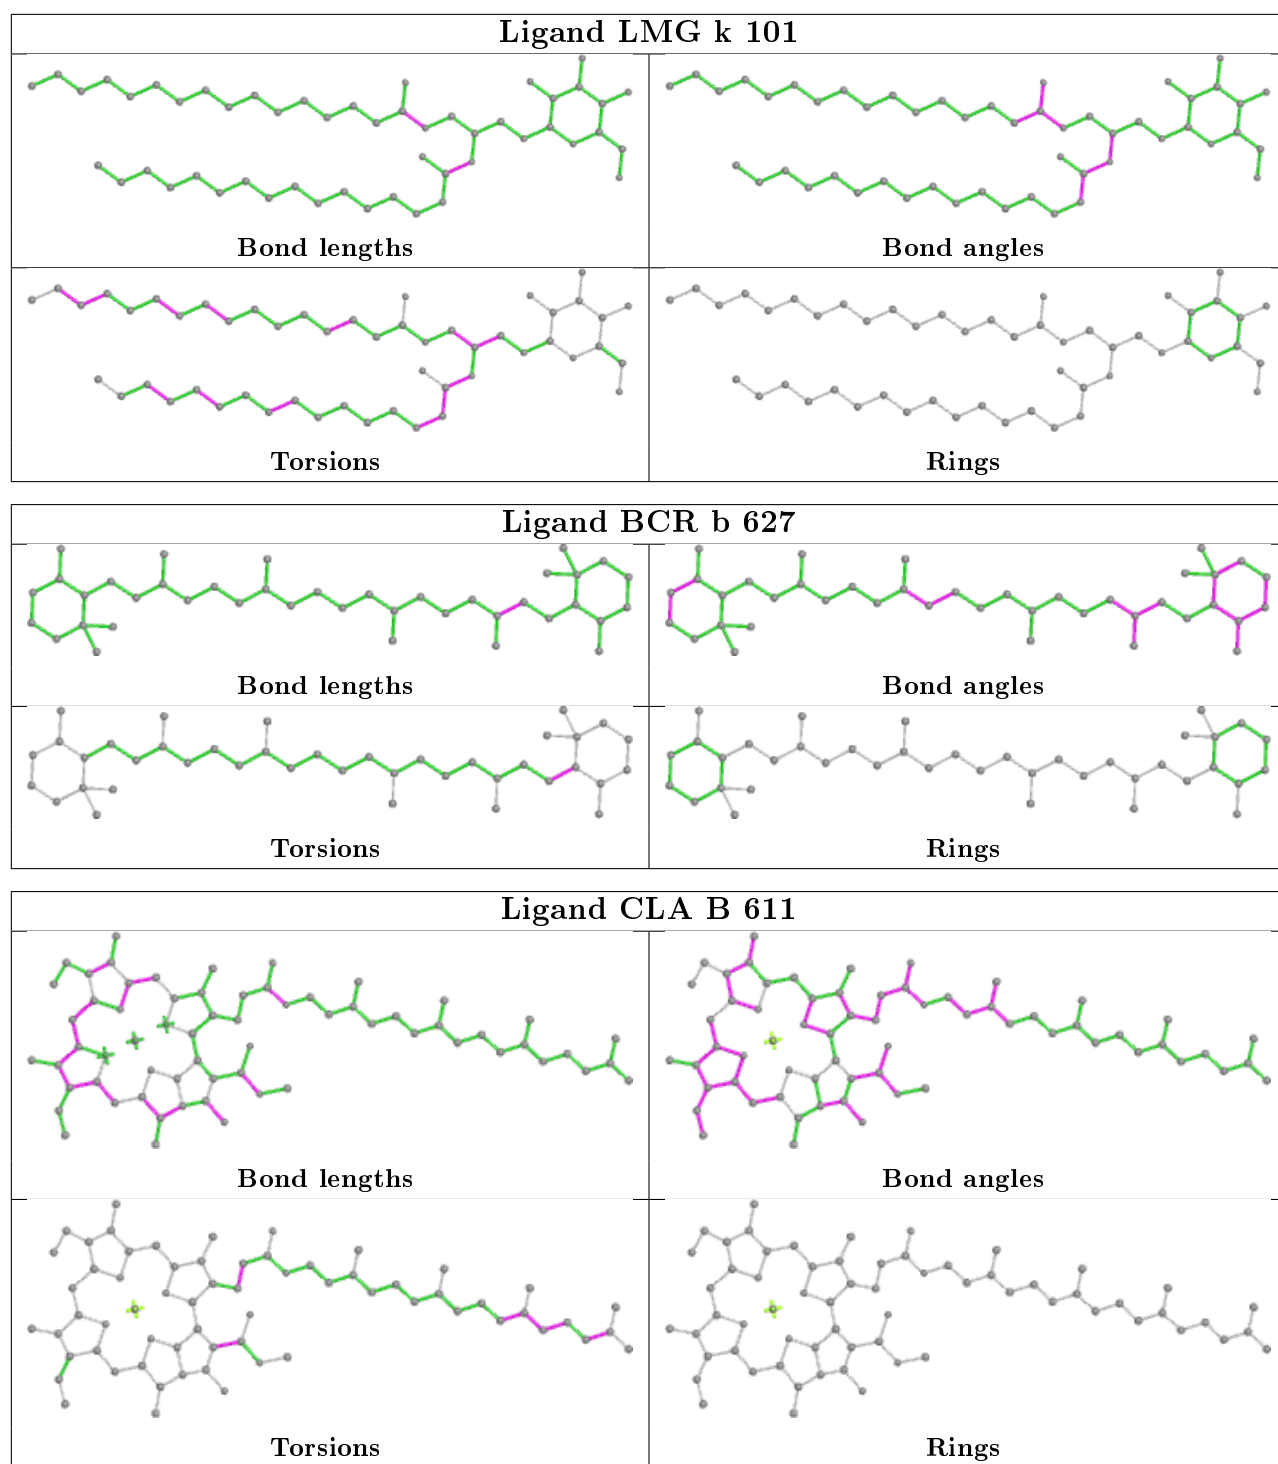 Ligand LMG k 101
Bond lengths
Bond angles
Torsions
Rings
Ligand BCR b 627
Bond lengths
Bond angles
Torsions
Rings
Ligand CLA B 611
Bond lengths
Bond angles
Torsions
Rings